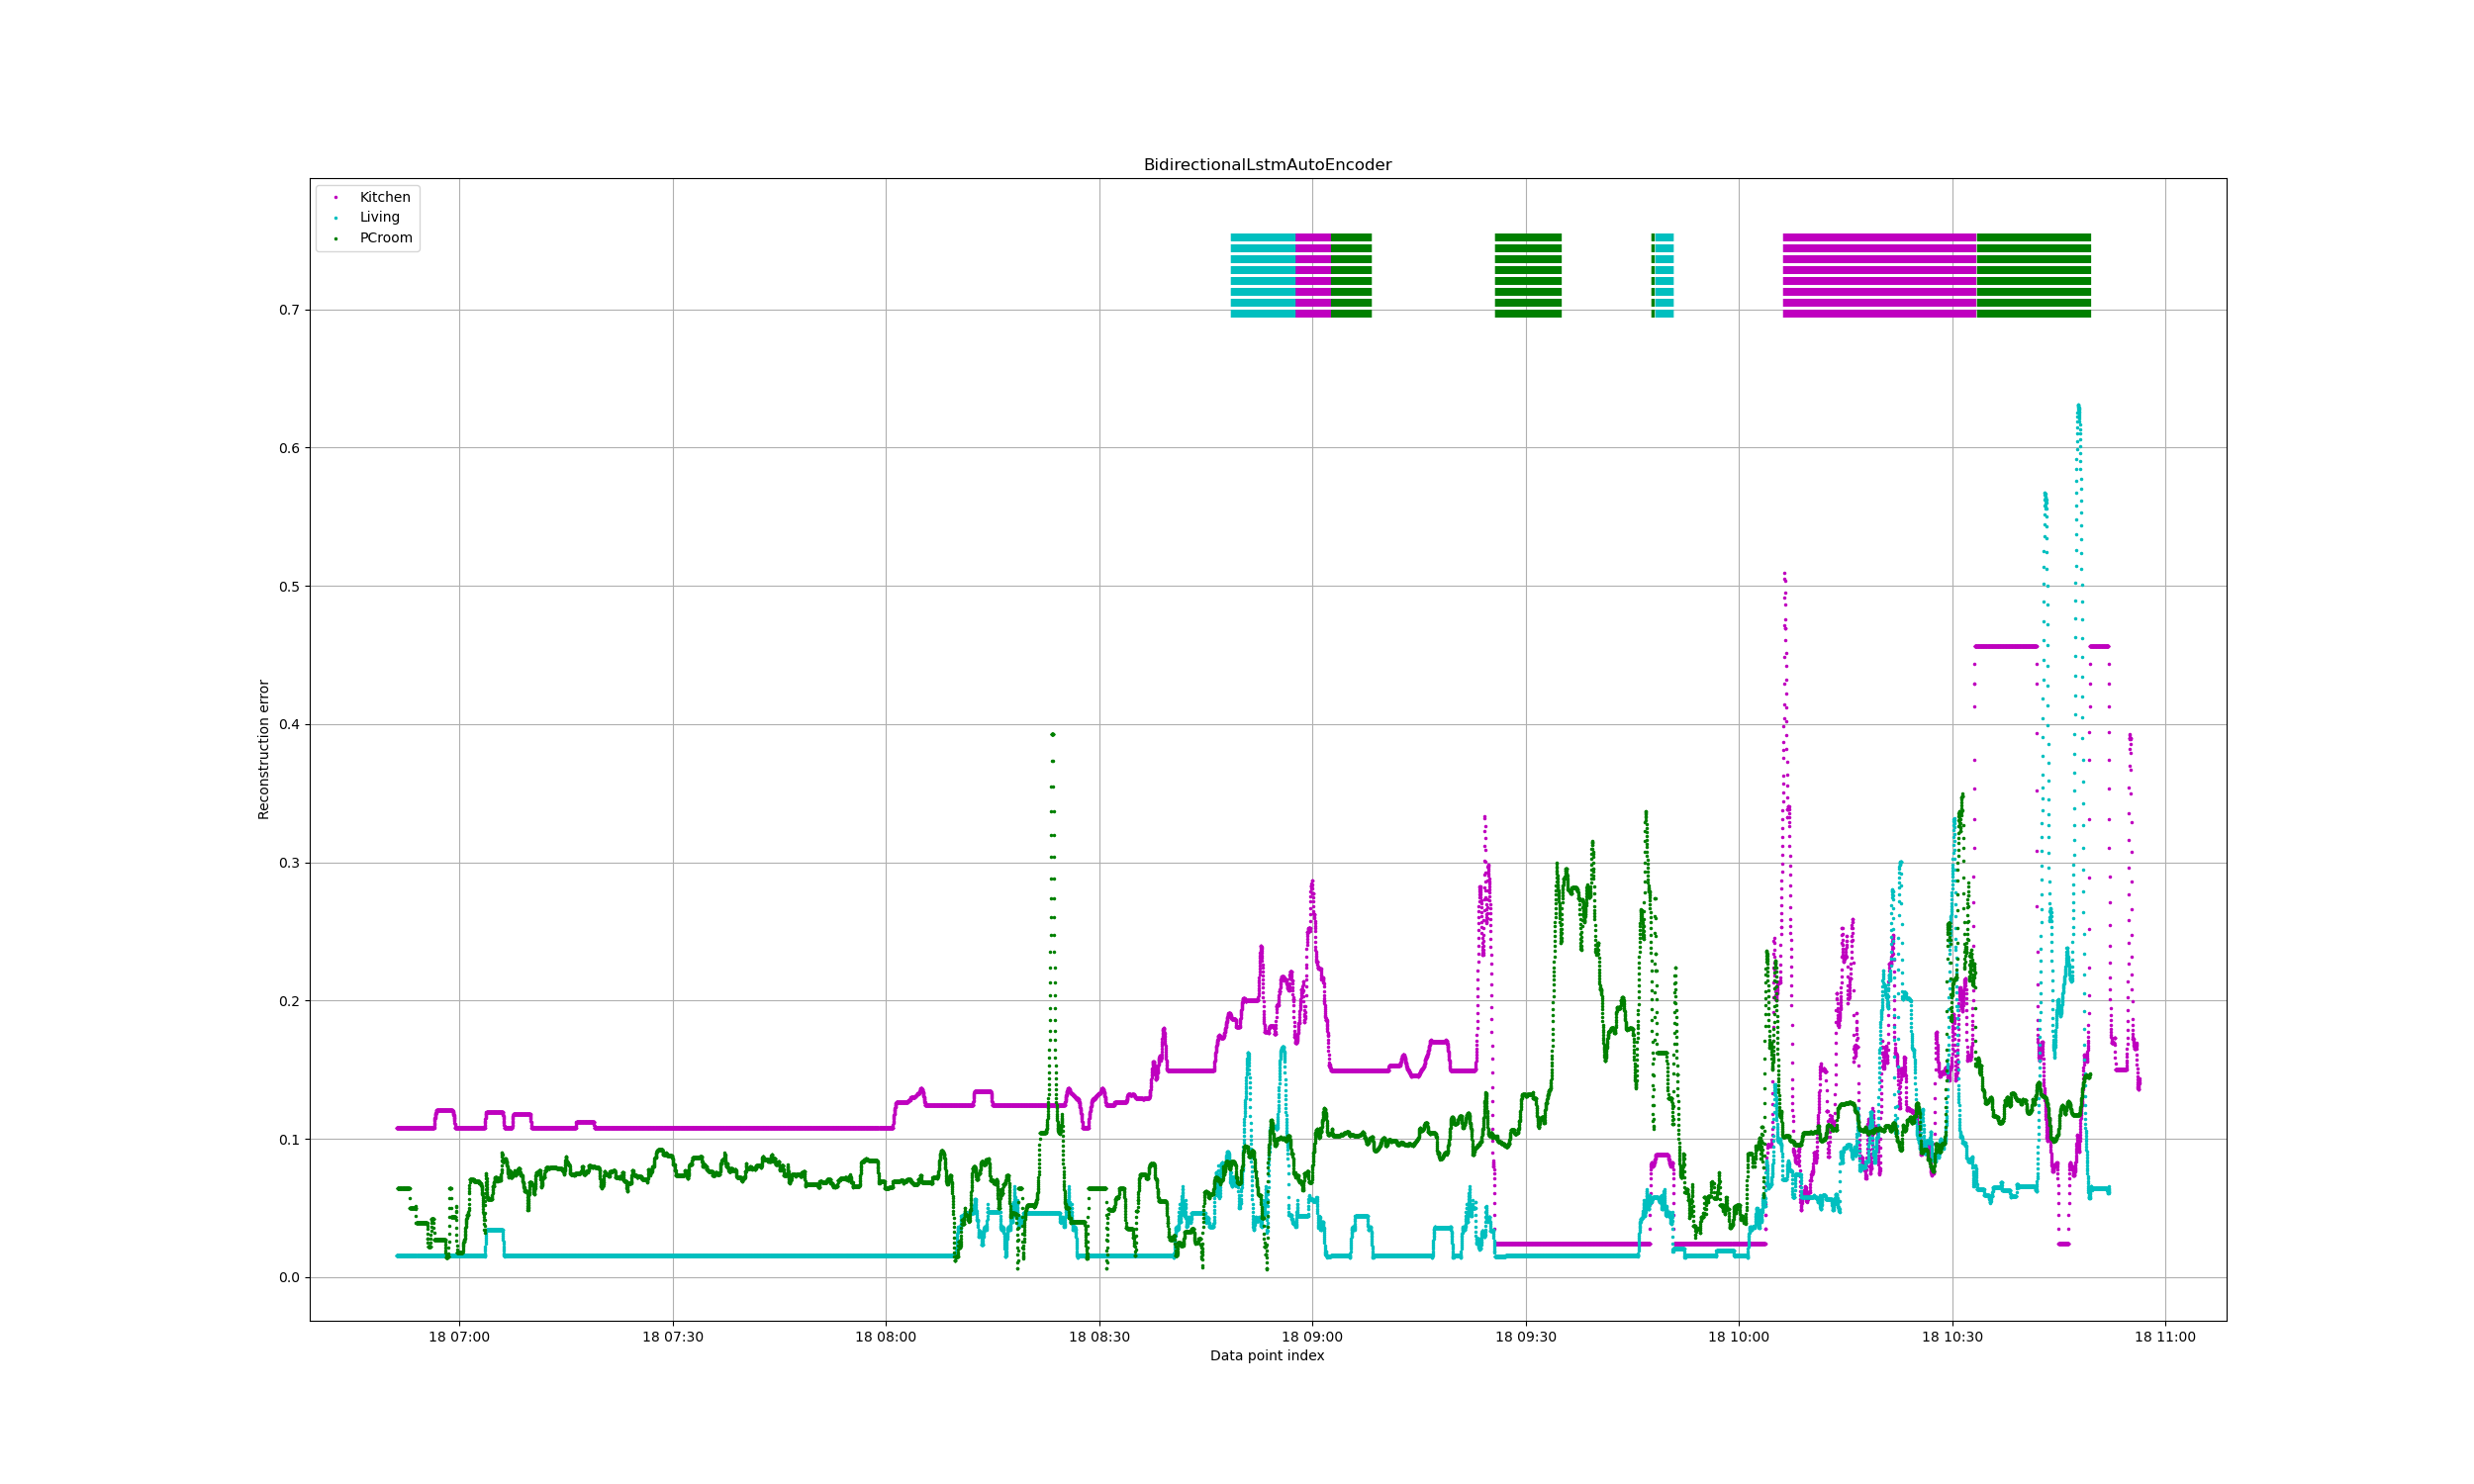 BidirectionalLstmAutoEncoder
Kitchen
Living
PCroom
0.7
0.6
0.5
0.4
0.3
0.2
0.1
0.0
Reconstruction error
18 07:00 18 07:30 18 08:00 18 08:30 18 09:00 18 09:30 18 10:00 18 10:30 18 11:00
Data point index